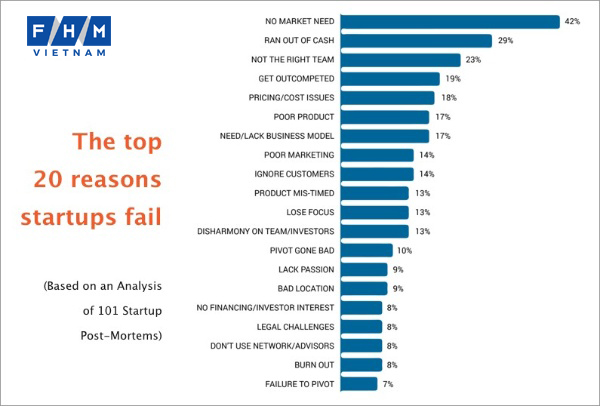 F/H/M
VIETNAM
The top
20 reasons
startups fail
(Based on an Analysis
of 101 Startup
Post-Mortems)
NO MARKET NEED 42%
RAN OUT OF CASH 29%
NOT THE RIGHT TEAM 23%
GET OUTCOMPETED 19%
PRICING/COST ISSUES 18%
POOR PRODUCT 17%
NEED/LACK BUSINESS MODEL 17%
POOR MARKETING 14%
IGNORE CUSTOMERS 14%
PRODUCT MIS-TIMED 13%
LOSE FOCUS 13%
DISHARMONY ON TEAM/INVESTORS 13%
PIVOT GONE BAD 10%
LACK PASSION 9%
BAD LOCATION 9%
NO FINANCING/INVESTOR INTEREST 8%
LEGAL CHALLENGES 8%
DON'T USE NETWORK/ADVISORS 8%
BURN OUT 8%
FAILURE TO PIVOT 7%